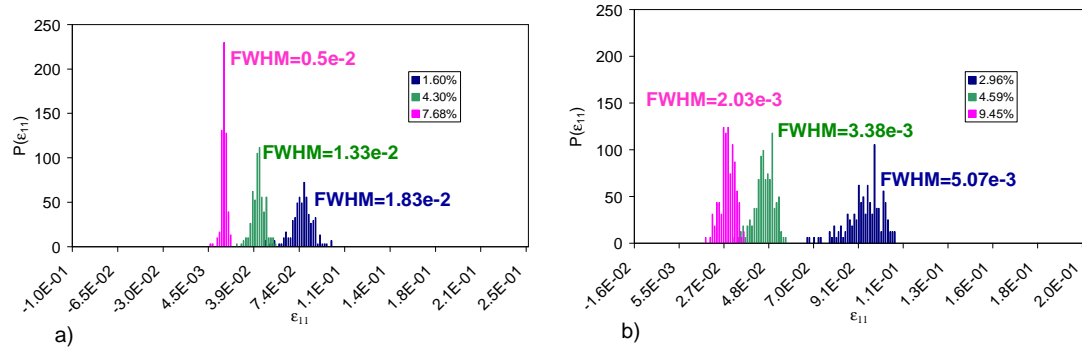 250
200
150
100
50
0
P(ε11)
FWHM=0.5e-2
FWHM=1.33e-2
FWHM=1.83e-2
1.60%
4.30%
7.68%
-1.0E-01
-6.5E-02
-3.0E-02
4.5E-03
3.9E-02
7.4E-02
1.1E-01
1.4E-01
1.8E-01
2.1E-01
2.5E-01
ε11
a)
250
200
150
100
50
0
P(ε11)
FWHM=2.03e-3
FWHM=3.38e-3
FWHM=5.07e-3
2.96%
4.59%
9.45%
-1.6E-02
5.5E-03
2.7E-02
4.8E-02
7.0E-02
9.1E-02
1.1E-01
1.3E-01
1.6E-01
1.8E-01
2.0E-01
ε11
b)